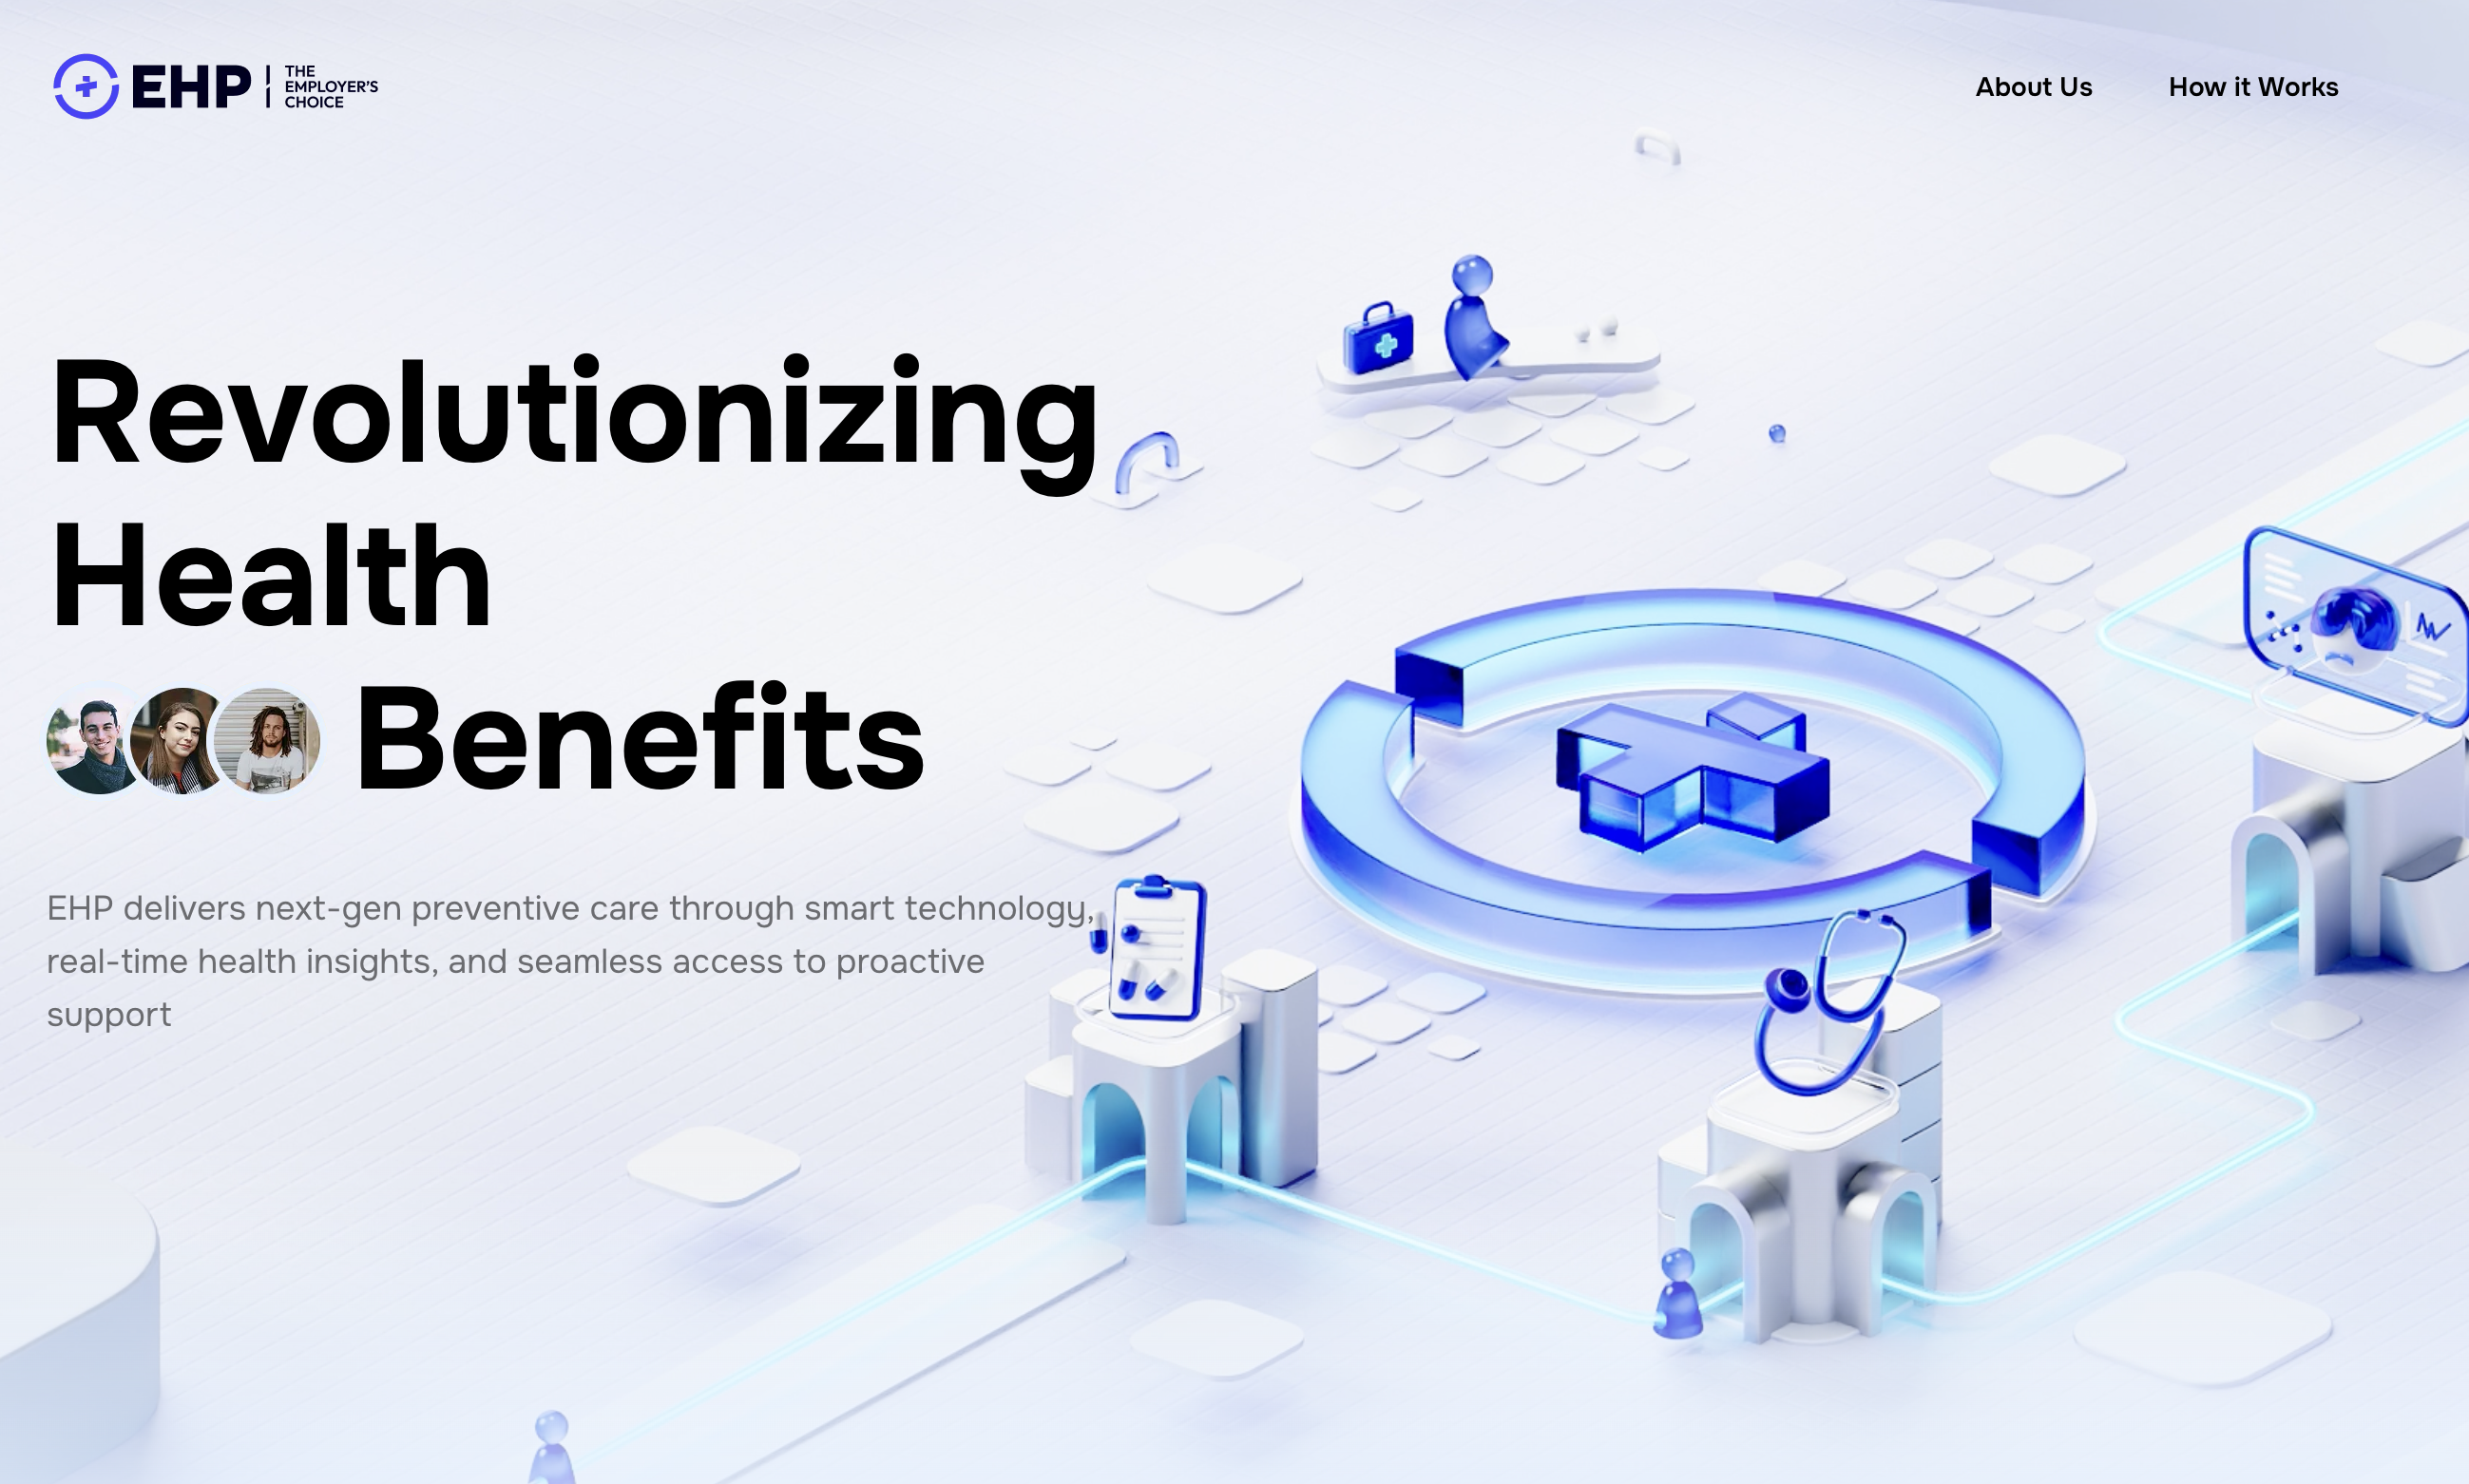 EHP
THE
EMPLOYER'S
CHOICE
About Us
How it Works
Revolutionizing
Health
Benefits
EHP delivers next-gen preventive care through smart technology,
real-time health insights, and seamless access to proactive
support